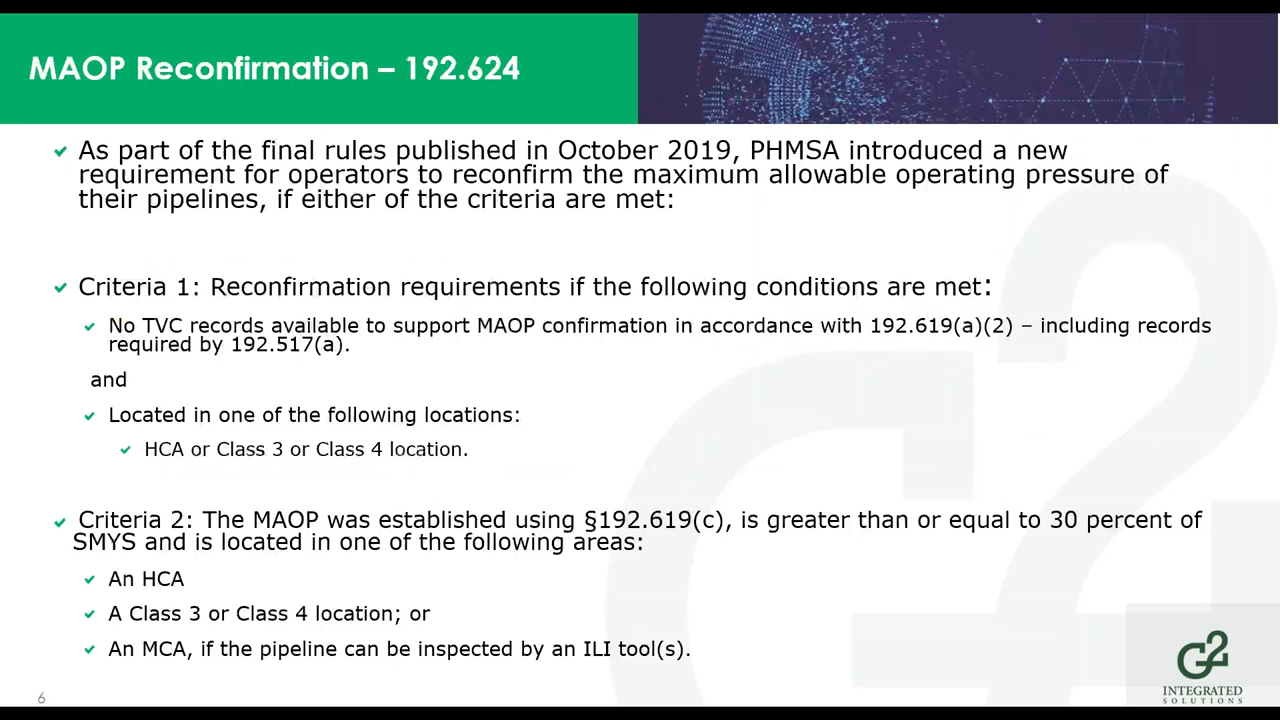 MAOP Reconfirmation – 192.624
As part of the final rules published in October 2019, PHMSA introduced a new
requirement for operators to reconfirm the maximum allowable operating pressure of
their pipelines, if either of the criteria are met:
Criteria 1: Reconfirmation requirements if the following conditions are met:
No TVC records available to support MAOP confirmation in accordance with 192.619(a)(2) – including records
required by 192.517(a).
and
Located in one of the following locations:
HCA or Class 3 or Class 4 location.
Criteria 2: The MAOP was established using §192.619(c), is greater than or equal to 30 percent of
SMYS and is located in one of the following areas:
An HCA
A Class 3 or Class 4 location; or
An MCA, if the pipeline can be inspected by an ILI tool(s).
6
G2
INTEGRATED
SOLUTIONS